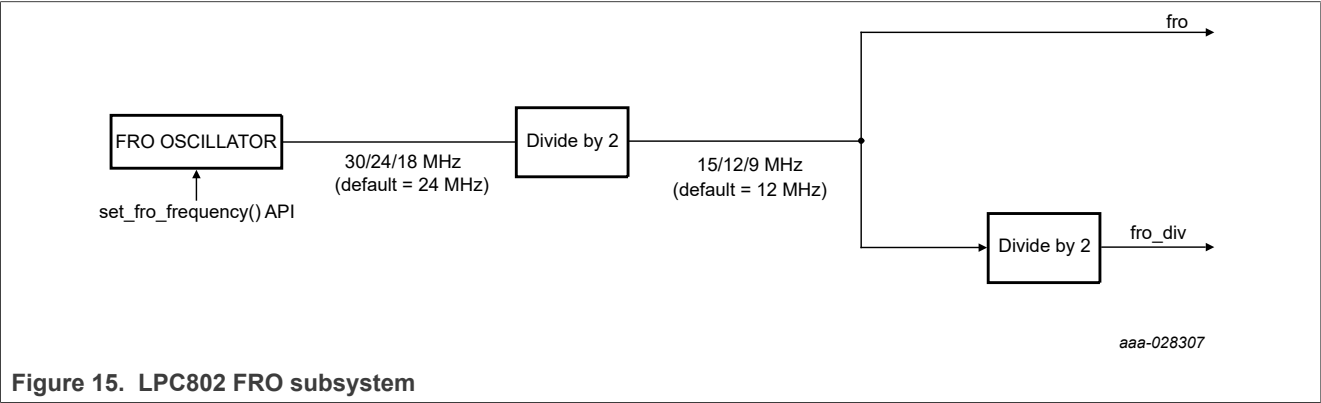 fro
FRO OSCILLATOR
Divide by 2
30/24/18 MHz
(default = 24 MHz)
15/12/9 MHz
(default = 12 MHz)
set_fro_frequency() API
Divide by 2
fro_div
aaa-028307
Figure 15. LPC802 FRO subsystem